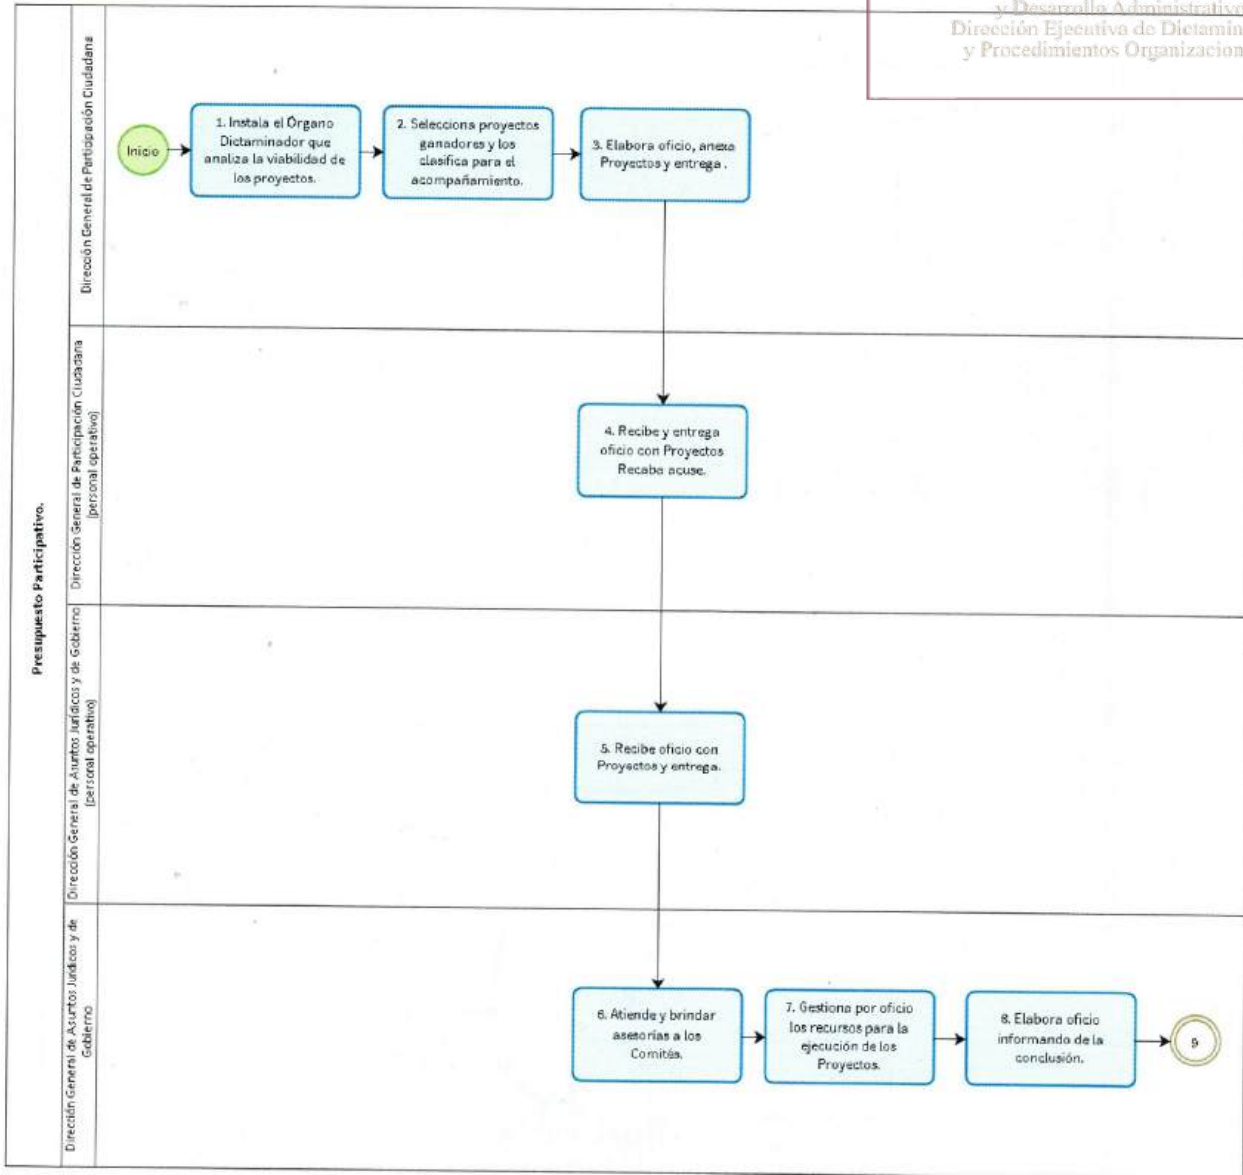 y Desarrollo Administrativo
Dirección Ejecutiva de Dictamin
y Procedimientos Organizacion
Presupuesto Participativo.
Dirección General de Participación Ciudadana
Inicio
1. Instala el Órgano
Dictaminador que
analiza la viabilidad de
los proyectos.
2. Selecciona proyectos
ganadores y los
clasifica para el
acompañamiento.
3. Elabora oficio, anexa
Proyectos y entrega .
Dirección General de Participación Ciudadana
(personal operativo)
4. Recibe y entrega
oficio con Proyectos
Recaba acuse.
Dirección General de Asuntos Jurídicos y de Gobierno
(personal operativo)
5. Recibe oficio con
Proyectos y entrega.
Dirección General de Asuntos Jurídicos y de
Gobierno
6. Atiende y brindar
asesorías a los
Comités.
7. Gestiona por oficio
los recursos para la
ejecución de los
Proyectos.
8. Elabora oficio
informando de la
conclusión.
9